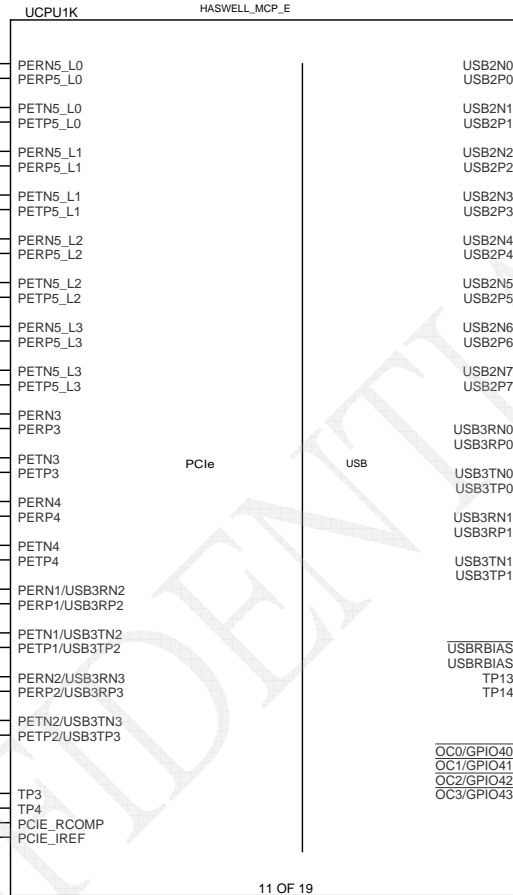 UCPU1K
HASWELL_MCP_E
PERN5_L0
PERP5_L0
PETN5_L0
PETP5_L0
PERN5_L1
PERP5_L1
PETN5_L1
PETP5_L1
PERN5_L2
PERP5_L2
PETN5_L2
PETP5_L2
PERN5_L3
PERP5_L3
PETN5_L3
PETP5_L3
PERN3
PERP3
PETN3
PETP3
PERN4
PERP4
PETN4
PETP4
PERN1/USB3RN2
PERP1/USB3RP2
PETN1/USB3TN2
PETP1/USB3TP2
PERN2/USB3RN3
PERP2/USB3RP3
PETN2/USB3TN3
PETP2/USB3TP3
TP3
TP4
PCIE_RCOMP
PCIE_IREF
PCIe
USB
USB2N0
USB2P0
USB2N1
USB2P1
USB2N2
USB2P2
USB2N3
USB2P3
USB2N4
USB2P4
USB2N5
USB2P5
USB2N6
USB2P6
USB2N7
USB2P7
USB3RN0
USB3RP0
USB3TN0
USB3TP0
USB3RN1
USB3RP1
USB3TN1
USB3TP1
USBRBIAS
USBRBIAS
TP13
TP14
OC0/GPIO40
OC1/GPIO41
OC2/GPIO42
OC3/GPIO43
11 OF 19